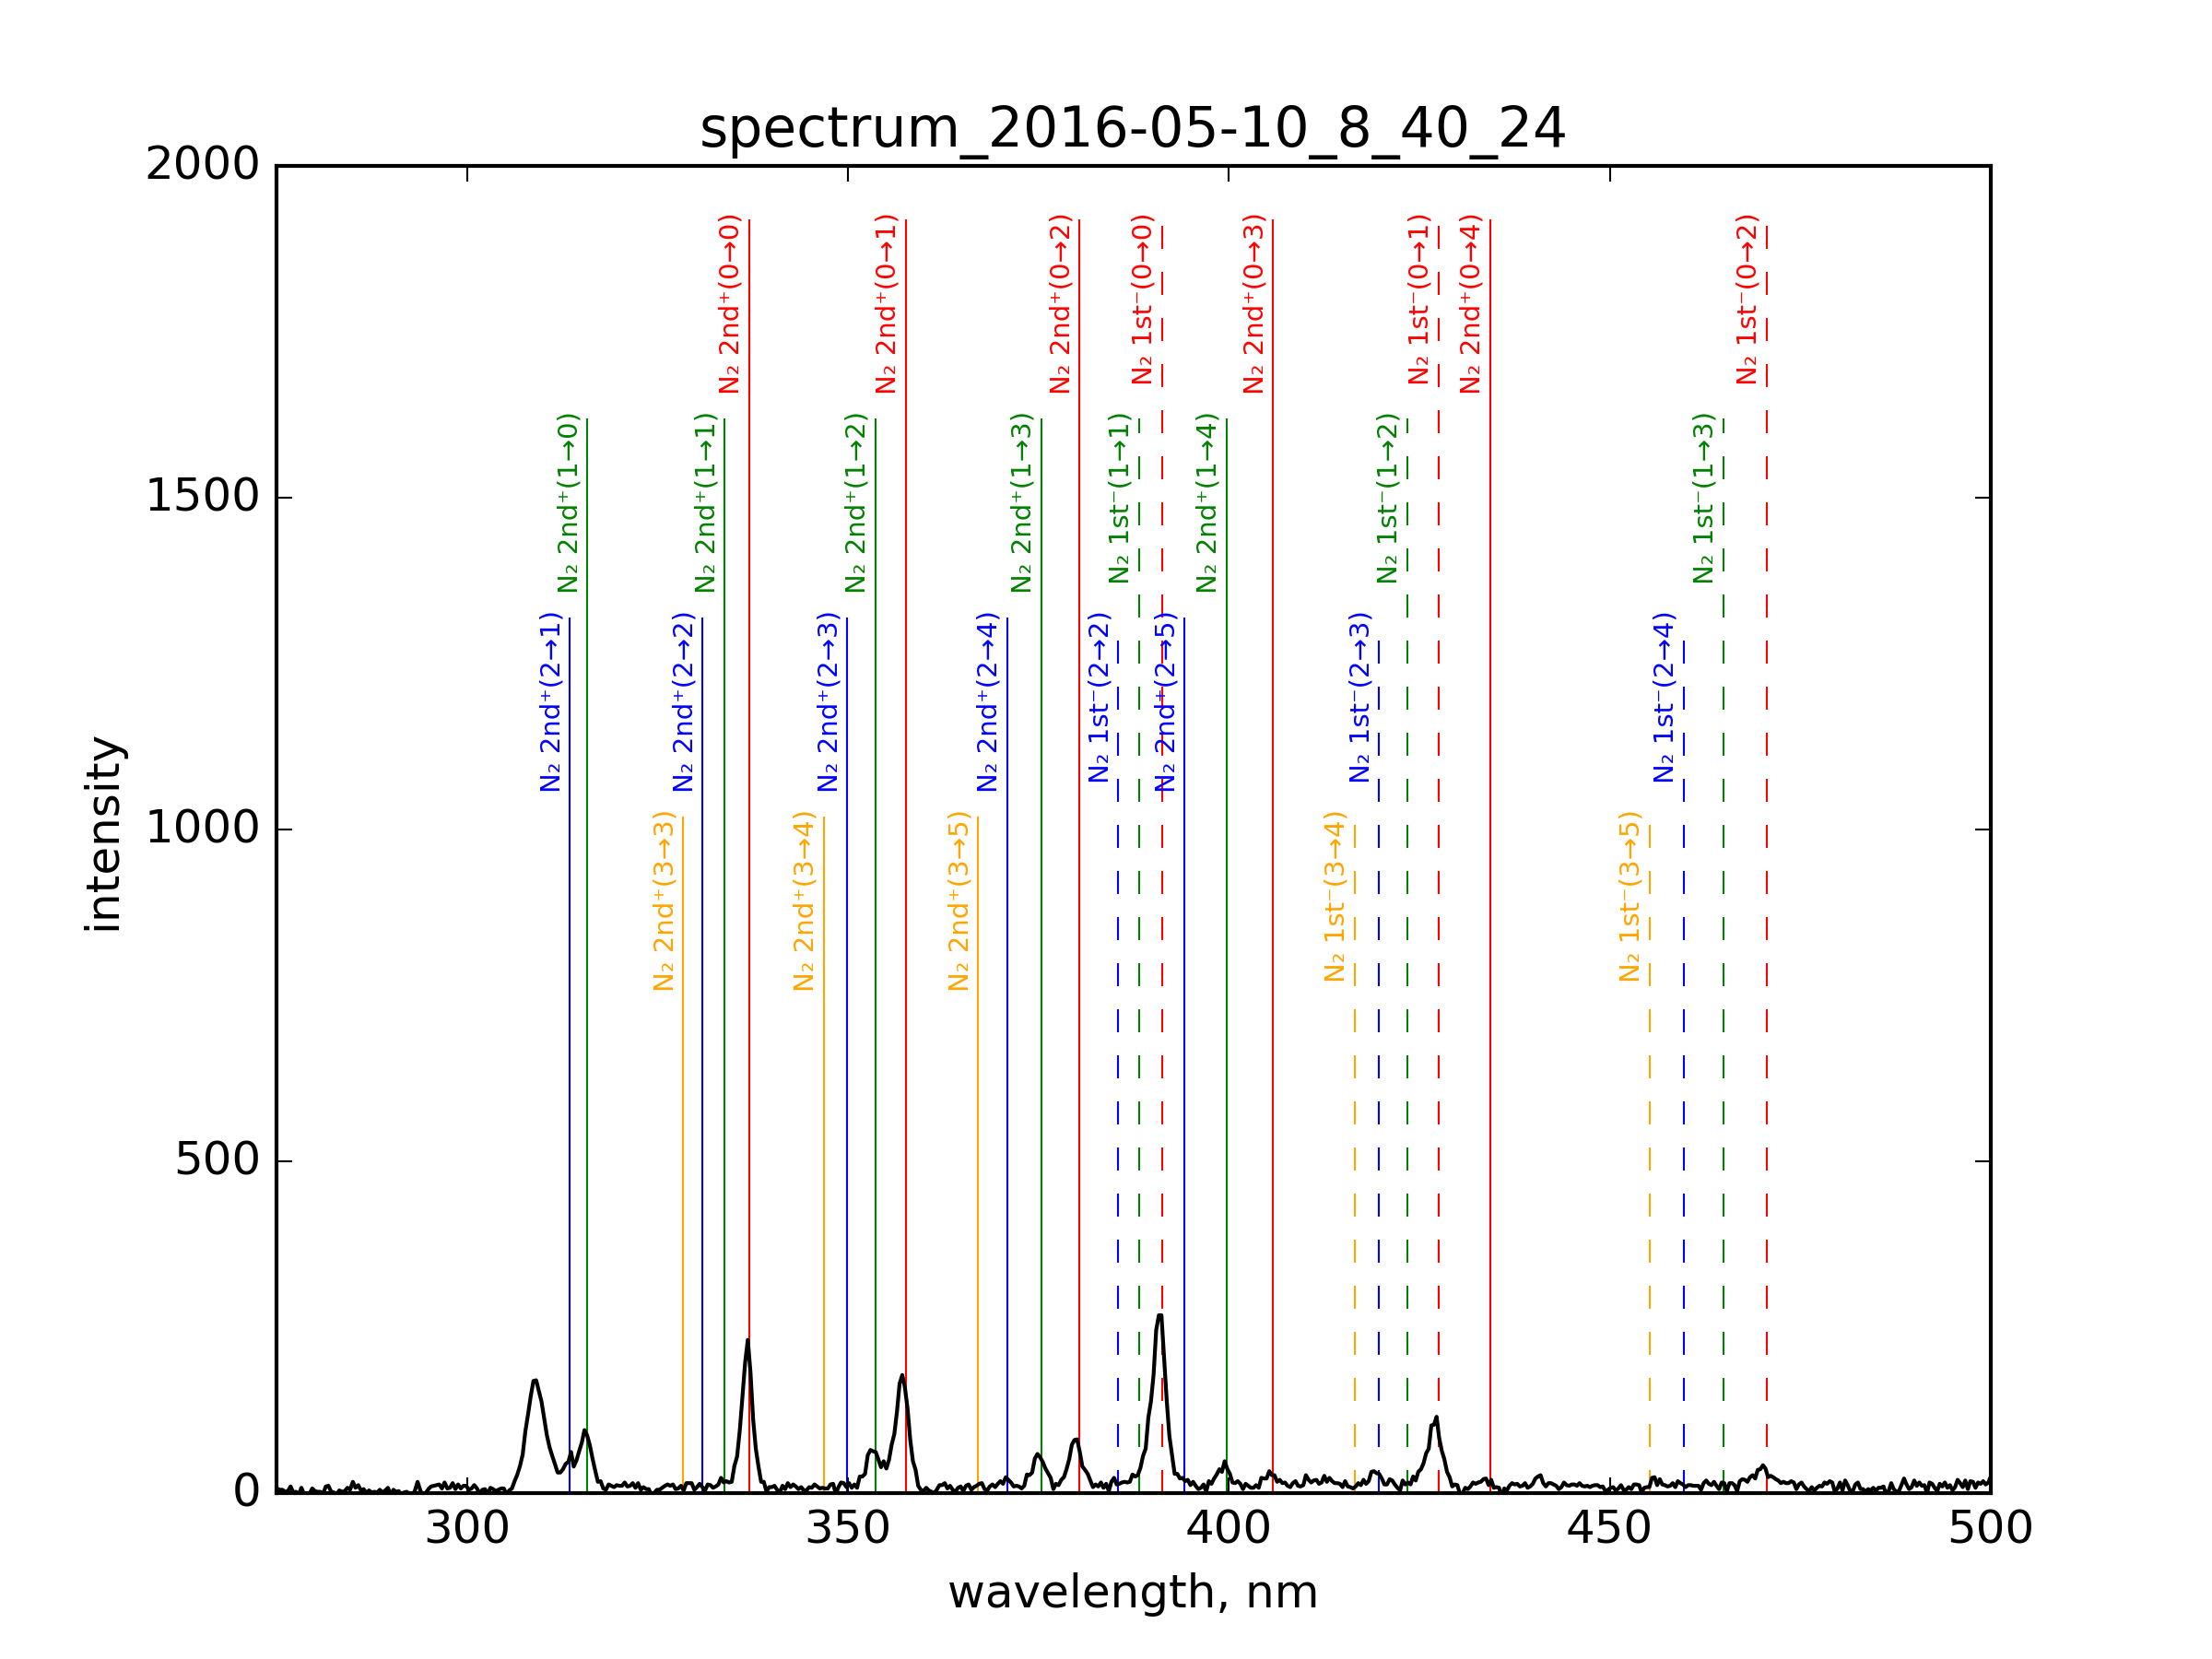 spectrum_2016-05-10_8_40_24
2000
1500
1000
500
0
intensity
300
350
400
450
500
wavelength, nm
N₂ 2nd⁺(0→0)
N₂ 2nd⁺(0→1)
N₂ 2nd⁺(0→2)
N₂ 1st⁻(0→0)
N₂ 2nd⁺(0→3)
N₂ 1st⁻(0→1)
N₂ 2nd⁺(0→4)
N₂ 1st⁻(0→2)
N₂ 2nd⁺(1→0)
N₂ 2nd⁺(1→1)
N₂ 2nd⁺(1→2)
N₂ 2nd⁺(1→3)
N₂ 1st⁻(1→1)
N₂ 2nd⁺(1→4)
N₂ 1st⁻(1→2)
N₂ 1st⁻(1→3)
N₂ 2nd⁺(2→1)
N₂ 2nd⁺(2→2)
N₂ 2nd⁺(2→3)
N₂ 2nd⁺(2→4)
N₂ 1st⁻(2→2)
N₂ 2nd⁺(2→5)
N₂ 1st⁻(2→3)
N₂ 1st⁻(2→4)
N₂ 2nd⁺(3→3)
N₂ 2nd⁺(3→4)
N₂ 2nd⁺(3→5)
N₂ 1st⁻(3→4)
N₂ 1st⁻(3→5)